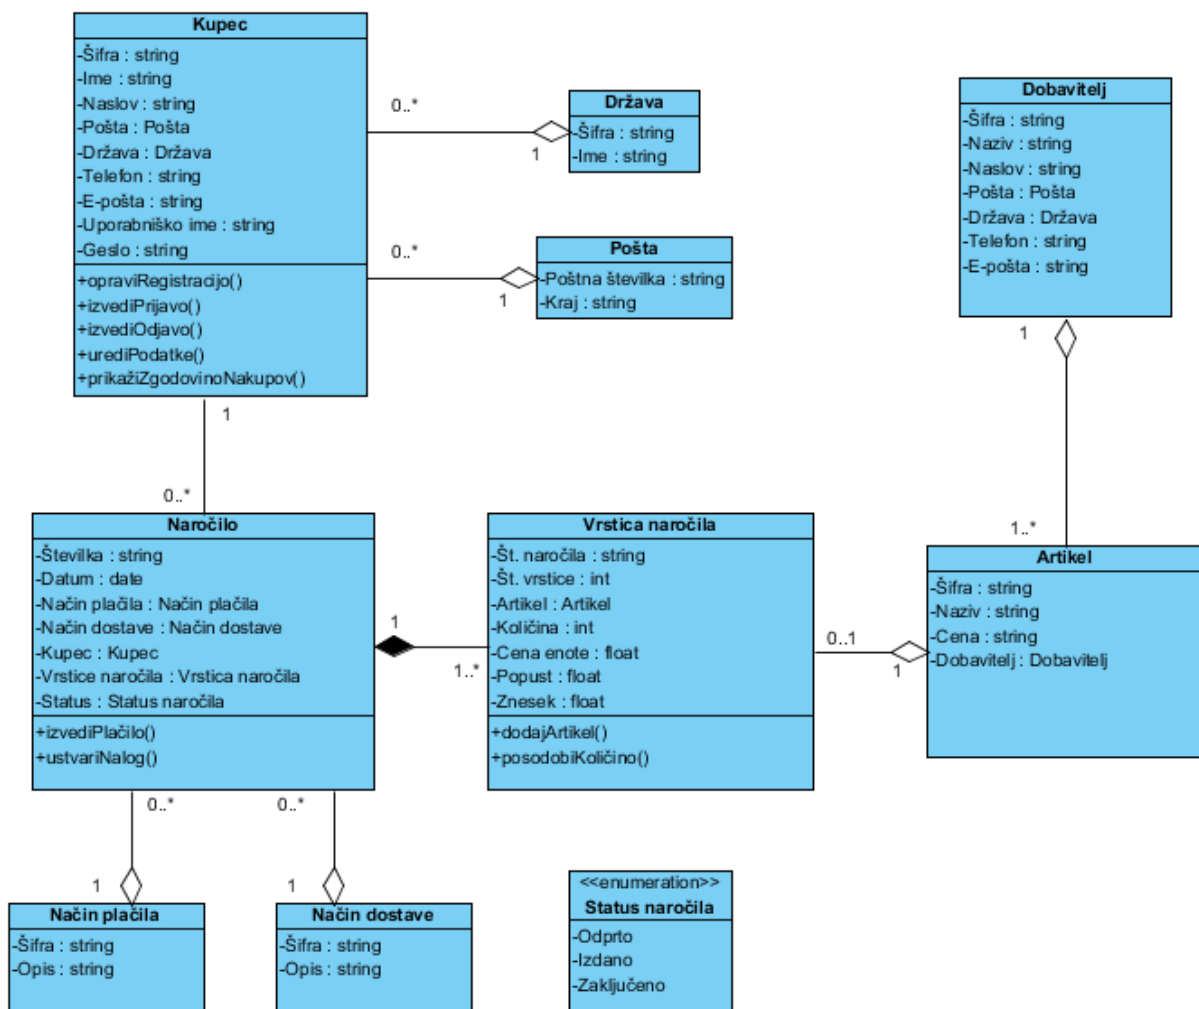 Kupec
-Šifra : string
-Ime : string
-Naslov : string
-Pošta : Pošta
-Država : Država
-Telefon : string
-E-pošta : string
-Uporabniško ime : string
-Geslo : string
+opraviRegistracijo()
+izvediPrijavo()
+izvediOdjavo()
+urediPodatke()
+prikažiZgodovinoNakupov()
0..*
1
Država
-Šifra : string
-Ime : string
0..*
1
Pošta
-Poštna številka : string
-Kraj : string
Dobavitelj
-Šifra : string
-Naziv : string
-Naslov : string
-Pošta : Pošta
-Država : Država
-Telefon : string
-E-pošta : string
1
1..*
1
0..*
Naročilo
-Številka : string
-Datum : date
-Način plačila : Način plačila
-Način dostave : Način dostave
-Kupec : Kupec
-Vrstice naročila : Vrstica naročila
-Status : Status naročila
+izvediPlačilo()
+ustvariNalog()
1
1..*
Vrstica naročila
-Št. naročila : string
-Št. vrstice : int
-Artikel : Artikel
-Količina : int
-Cena enote : float
-Popust : float
-Znesek : float
+dodajArtikel()
+posodobiKoličino()
0..1
1
Artikel
-Šifra : string
-Naziv : string
-Cena : string
-Dobavitelj : Dobavitelj
0..*
0..*
1
1
Način plačila
-Šifra : string
-Opis : string
Način dostave
-Šifra : string
-Opis : string
<<enumeration>>
Status naročila
-Odprto
-Izdano
-Zaključeno